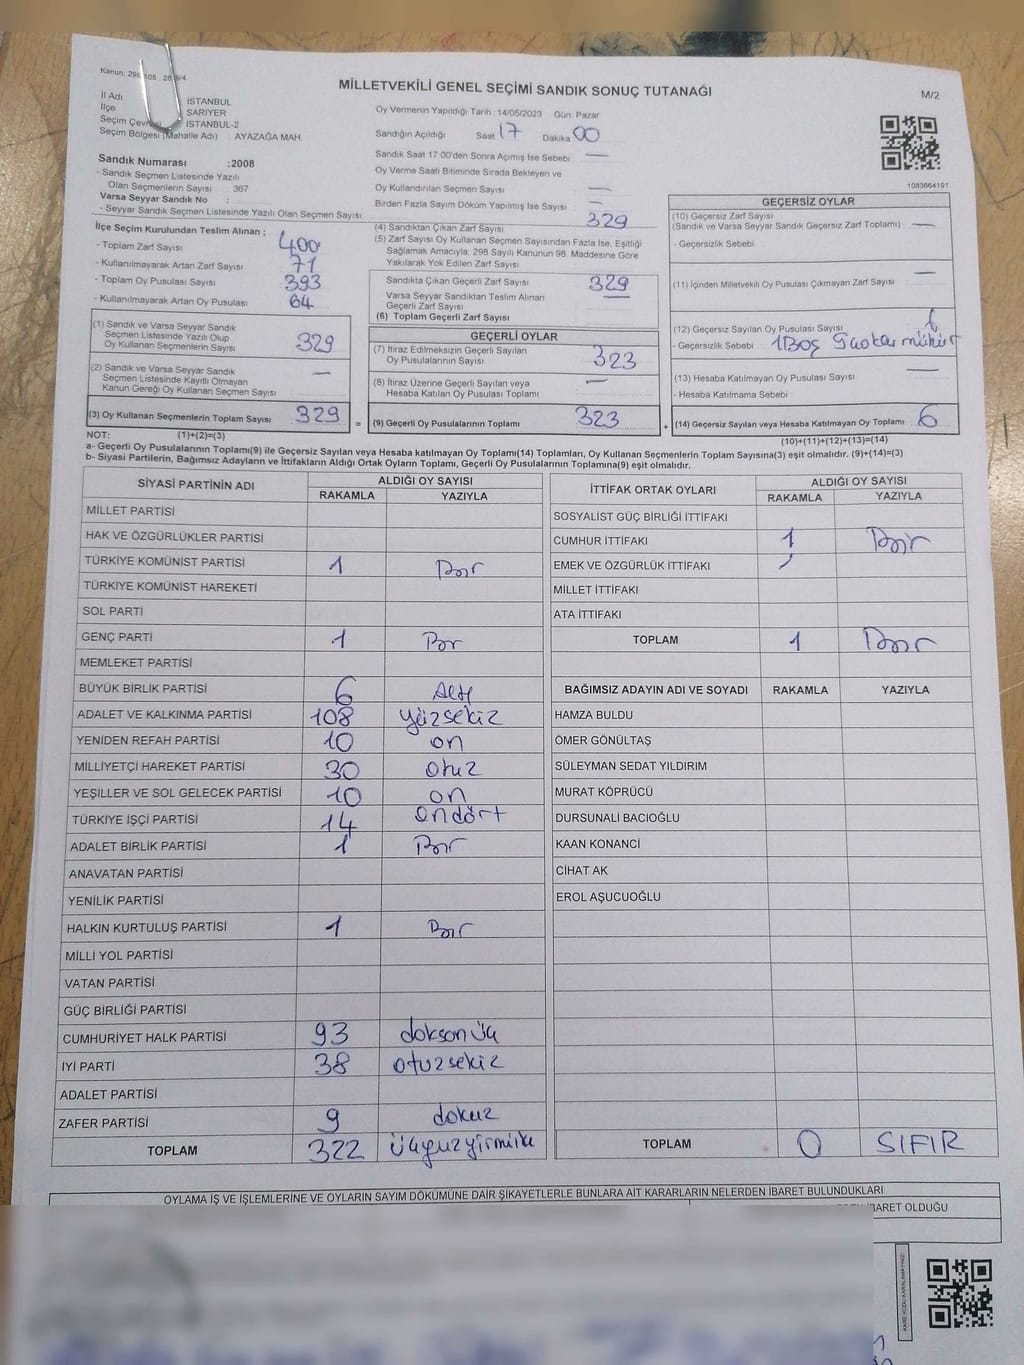 Kanun; 298/105, 28
MİLLETVEKİLİ GENEL SEÇİMİ SANDIK SONUÇ TUTANAĞI
M/2
İl Adı İSTANBUL
İlçe SARIYER
Seçim Çevresi İSTANBUL-2
Seçim Bölgesi (Mahalle Adı) AYAZAĞA MAH.
Sandık Numarası :2008
- Sandık Seçmen Listesinde Yazılı
Olan Seçmenlerin Sayısı : 367
Varsa Seyyar Sandık No :
- Seyyar Sandık Seçmen Listesinde Yazılı Olan Seçmen Sayısı
Oy Vermenin Yapıldığı Tarih :14/05/2023 Gün: Pazar
Sandığın Açıldığı Saat 17 Dakika 00
Sandık Saat 17.00'den Sonra Açılmış İse Sebebi —
Oy Verme Saati Bitiminde Sırada Bekleyen ve
Oy Kullandırılan Seçmen Sayısı —
Birden Fazla Sayım Döküm Yapılmış İse Sayısı —
1083664191
İlçe Seçim Kurulundan Teslim Alınan ;
- Toplam Zarf Sayısı 400
- Kullanılmayarak Artan Zarf Sayısı 71
- Toplam Oy Pusulası Sayısı 393
- Kullanılmayarak Artan Oy Pusulası 64
(1) Sandık ve Varsa Seyyar Sandık
Seçmen Listesinde Yazılı Olup
Oy Kullanan Seçmenlerin Sayısı 329
(2) Sandık ve Varsa Seyyar Sandık
Seçmen Listesinde Kayıtlı Olmayan
Kanun Gereği Oy Kullanan Seçmen Sayısı —
(3) Oy Kullanan Seçmenlerin Toplam Sayısı 329
(4) Sandıktan Çıkan Zarf Sayısı 329
(5) Zarf Sayısı Oy Kullanan Seçmen Sayısından Fazla İse, Eşitliği
Sağlamak Amacıyla, 298 Sayılı Kanunun 98. Maddesine Göre
Yakılarak Yok Edilen Zarf Sayısı
Sandıkta Çıkan Geçerli Zarf Sayısı 329
Varsa Seyyar Sandıktan Teslim Alınan
Geçerli Zarf Sayısı —
(6) Toplam Geçerli Zarf Sayısı
GEÇERLİ OYLAR
(7) İtiraz Edilmeksizin Geçerli Sayılan
Oy Pusulalarının Sayısı 323
(8) İtiraz Üzerine Geçerli Sayılan veya
Hesaba Katılan Oy Pusulası Toplamı —
= (9) Geçerli Oy Pusulalarının Toplamı 323 +
GEÇERSİZ OYLAR
(10) Geçersiz Zarf Sayısı
(Sandık ve Varsa Seyyar Sandık Geçersiz Zarf Toplamı) —
- Geçersizlik Sebebi
(11) İçinden Milletvekili Oy Pusulası Çıkmayan Zarf Sayısı —
(12) Geçersiz Sayılan Oy Pusulası Sayısı 6
- Geçersizlik Sebebi 1 Boş 5
(13) Hesaba Katılmayan Oy Pusulası Sayısı —
- Hesaba Katılmama Sebebi
(14) Geçersiz Sayılan veya Hesaba Katılmayan Oy Toplamı 6
NOT: (1)+(2)=(3)
(10)+(11)+(12)+(13)=(14)
a- Geçerli Oy Pusulalarının Toplamı(9) ile Geçersiz Sayılan veya Hesaba katılmayan Oy Toplamı(14) Toplamları, Oy Kullanan Seçmenlerin Toplam Sayısına(3) eşit olmalıdır. (9)+(14)=(3)
b- Siyasi Partilerin, Bağımsız Adayların ve İttifakların Aldığı Ortak Oyların Toplamı, Geçerli Oy Pusulalarının Toplamına(9) eşit olmalıdır.
SİYASİ PARTİNİN ADI ALDIĞI OY SAYISI
RAKAMLA YAZIYLA
MİLLET PARTİSİ
HAK VE ÖZGÜRLÜKLER PARTİSİ
TÜRKİYE KOMÜNİST PARTİSİ 1 Bir
TÜRKİYE KOMÜNİST HAREKETİ
SOL PARTİ
GENÇ PARTİ 1 Bir
MEMLEKET PARTİSİ
BÜYÜK BİRLİK PARTİSİ 6 Altı
ADALET VE KALKINMA PARTİSİ 108 yüzsekiz
YENİDEN REFAH PARTİSİ 10 on
MİLLİYETÇİ HAREKET PARTİSİ 30 otuz
YEŞİLLER VE SOL GELECEK PARTİSİ 10 on
TÜRKİYE İŞÇİ PARTİSİ 14 ondört
ADALET BİRLİK PARTİSİ 1 Bir
ANAVATAN PARTİSİ
YENİLİK PARTİSİ
HALKIN KURTULUŞ PARTİSİ 1 Bir
MİLLİ YOL PARTİSİ
VATAN PARTİSİ
GÜÇ BİRLİĞİ PARTİSİ
CUMHURİYET HALK PARTİSİ 93 doksanüç
İYİ PARTİ 38 otuzsekiz
ADALET PARTİSİ
ZAFER PARTİSİ 9 dokuz
TOPLAM 322 üçyüzyirmiiki
İTTİFAK ORTAK OYLARI ALDIĞI OY SAYISI
RAKAMLA YAZIYLA
SOSYALİST GÜÇ BİRLİĞİ İTTİFAKI
CUMHUR İTTİFAKI 1 Bir
EMEK VE ÖZGÜRLÜK İTTİFAKI
MİLLET İTTİFAKI
ATA İTTİFAKI
TOPLAM 1 Bir
BAĞIMSIZ ADAYIN ADI VE SOYADI RAKAMLA YAZIYLA
HAMZA BULDU
ÖMER GÖNÜLTAŞ
SÜLEYMAN SEDAT YILDIRIM
MURAT KÖPRÜCÜ
DURSUNALİ BACIOĞLU
KAAN KONANCİ
CİHAT AK
EROL AŞUCUOĞLU
TOPLAM 0 SIFIR
OYLAMA İŞ VE İŞLEMLERİNE VE OYLARIN SAYIM DÖKÜMÜNE DAİR ŞİKAYETLERLE BUNLARA AİT KARARLARIN NELERDEN İBARET BULUNDUKLARI
İBARET OLDUĞU